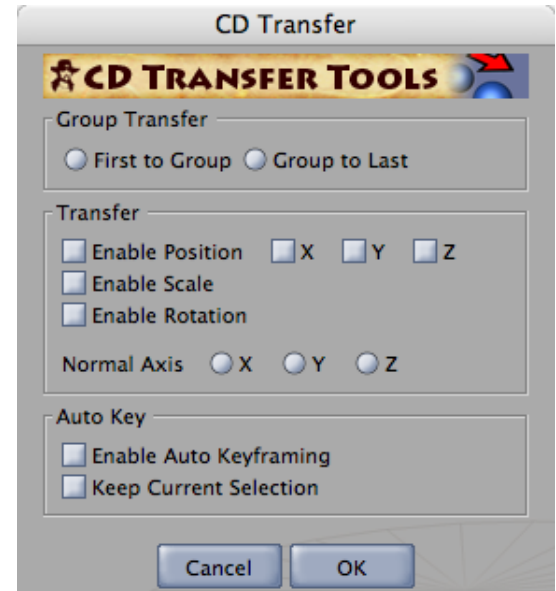 CD Transfer
CD TRANSFER TOOLS
Group Transfer
First to Group Group to Last
Transfer
Enable Position X Y Z
Enable Scale
Enable Rotation
Normal Axis X Y Z
Auto Key
Enable Auto Keyframing
Keep Current Selection
Cancel OK